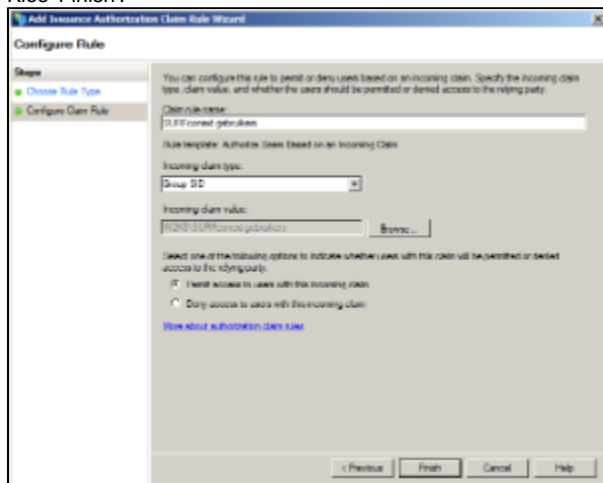 Kies 'Finish'.
Add Issuance Authorization Claim Rule Wizard
Configure Rule
Steps
Choose Rule Type
Configure Claim Rule
You can configure this rule to permit or deny users based on an incoming claim. Specify the incoming claim
type, claim value, and whether the users should be permitted or denied access to the relying party.
Claim rule name:
SURFconext gebruikers
Rule template: Authorize Users Based on an Incoming Claim
Incoming claim type:
Group SID
Incoming claim value:
\SURFconext gebruikers
Browse...
Select one of the following options to indicate whether users with this claim will be permitted or denied
access to the relying party.
Permit access to users with this incoming claim
Deny access to users with this incoming claim
More about authorization claim rules
< Previous
Finish
Cancel
Help